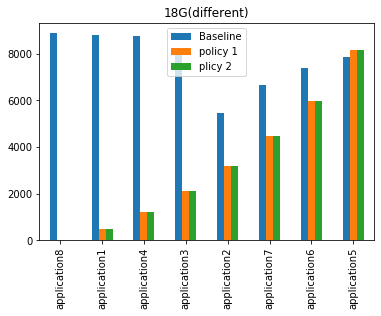 18G(different)
Baseline
policy 1
plicy 2
8000
6000
4000
2000
0
application8
application1
application4
application3
application2
application7
application6
application5